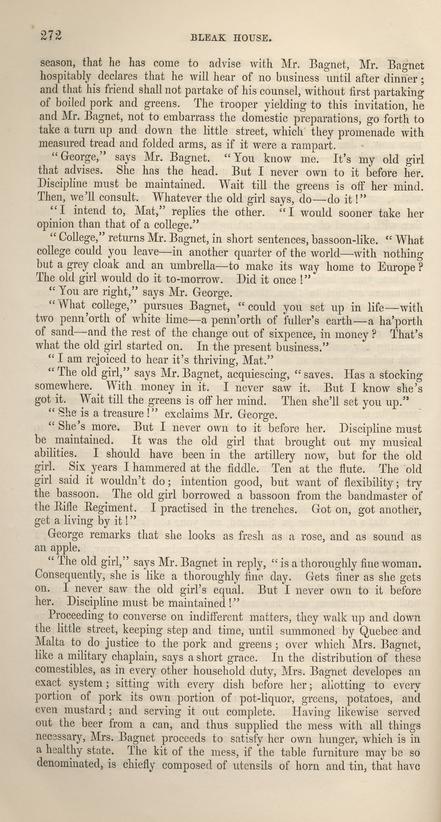 272 BLEAK HOUSE.
season, that he has come to advise with Mr. Bagnet, Mr. Bagnet
hospitably declares that he will hear of no business until after dinner;
and that his friend shall not partake of his counsel, without first partaking
of boiled pork and greens. The trooper yielding to this invitation, he
and Mr. Bagnet, not to embarrass the domestic preparations, go forth to
take a turn up and down the little street, which they promenade with
measured tread and folded arms, as if it were a rampart.
"George," says Mr. Bagnet. "You know me. It's my old girl
that advises. She has the head. But I never own to it before her.
Discipline must be maintained. Wait till the greens is off her mind.
Then, we'll consult. Whatever the old girl says, do—do it!"
"I intend to, Mat," replies the other. "I would sooner take her
opinion than that of a college."
"College," returns Mr. Bagnet, in short sentences, bassoon-like. "What
college could you leave—in another quarter of the world—with nothing
but a grey cloak and an umbrella—to make its way home to Europe?
The old girl would do it to-morrow. Did it once!"
"You are right," says Mr. George.
"What college," pursues Bagnet, "could you set up in life—with
two penn'orth of white lime—a penn'orth of fuller's earth—a ha'porth
of sand—and the rest of the change out of sixpence, in money? That's
what the old girl started on. In the present business."
"I am rejoiced to hear it's thriving, Mat."
"The old girl," says Mr. Bagnet, acquiescing, "saves. Has a stocking
somewhere. With money in it. I never saw it. But I know she's
got it. Wait till the greens is off her mind. Then she'll set you up."
"She is a treasure!" exclaims Mr. George.
"She's more. But I never own to it before her. Discipline must
be maintained. It was the old girl that brought out my musical
abilities. I should have been in the artillery now, but for the old
girl. Six years I hammered at the fiddle. Ten at the flute. The old
girl said it wouldn't do; intention good, but want of flexibility; try
the bassoon. The old girl borrowed a bassoon from the bandmaster of
the Rifle Regiment. I practised in the trenches. Got on, got another,
get a living by it!"
George remarks that she looks as fresh as a rose, and as sound as
an apple.
"The old girl," says Mr. Bagnet in reply, "is a thoroughly fine woman.
Consequently, she is like a thoroughly fine day. Gets finer as she gets
on. I never saw the old girl's equal. But I never own to it before
her. Discipline must be maintained!"
Proceeding to converse on indifferent matters, they walk up and down
the little street, keeping step and time, until summoned by Quebec and
Malta to do justice to the pork and greens; over which Mrs. Bagnet,
like a military chaplain, says a short grace. In the distribution of these
comestibles, as in every other household duty, Mrs. Bagnet developes an
exact system; sitting with every dish before her; allotting to every
portion of pork its own portion of pot-liquor, greens, potatoes, and
even mustard; and serving it out complete. Having likewise served
out the beer from a can, and thus supplied the mess with all things
necessary, Mrs. Bagnet proceeds to satisfy her own hunger, which is in
a healthy state. The kit of the mess, if the table furniture may be so
denominated, is chiefly composed of utensils of horn and tin, that have